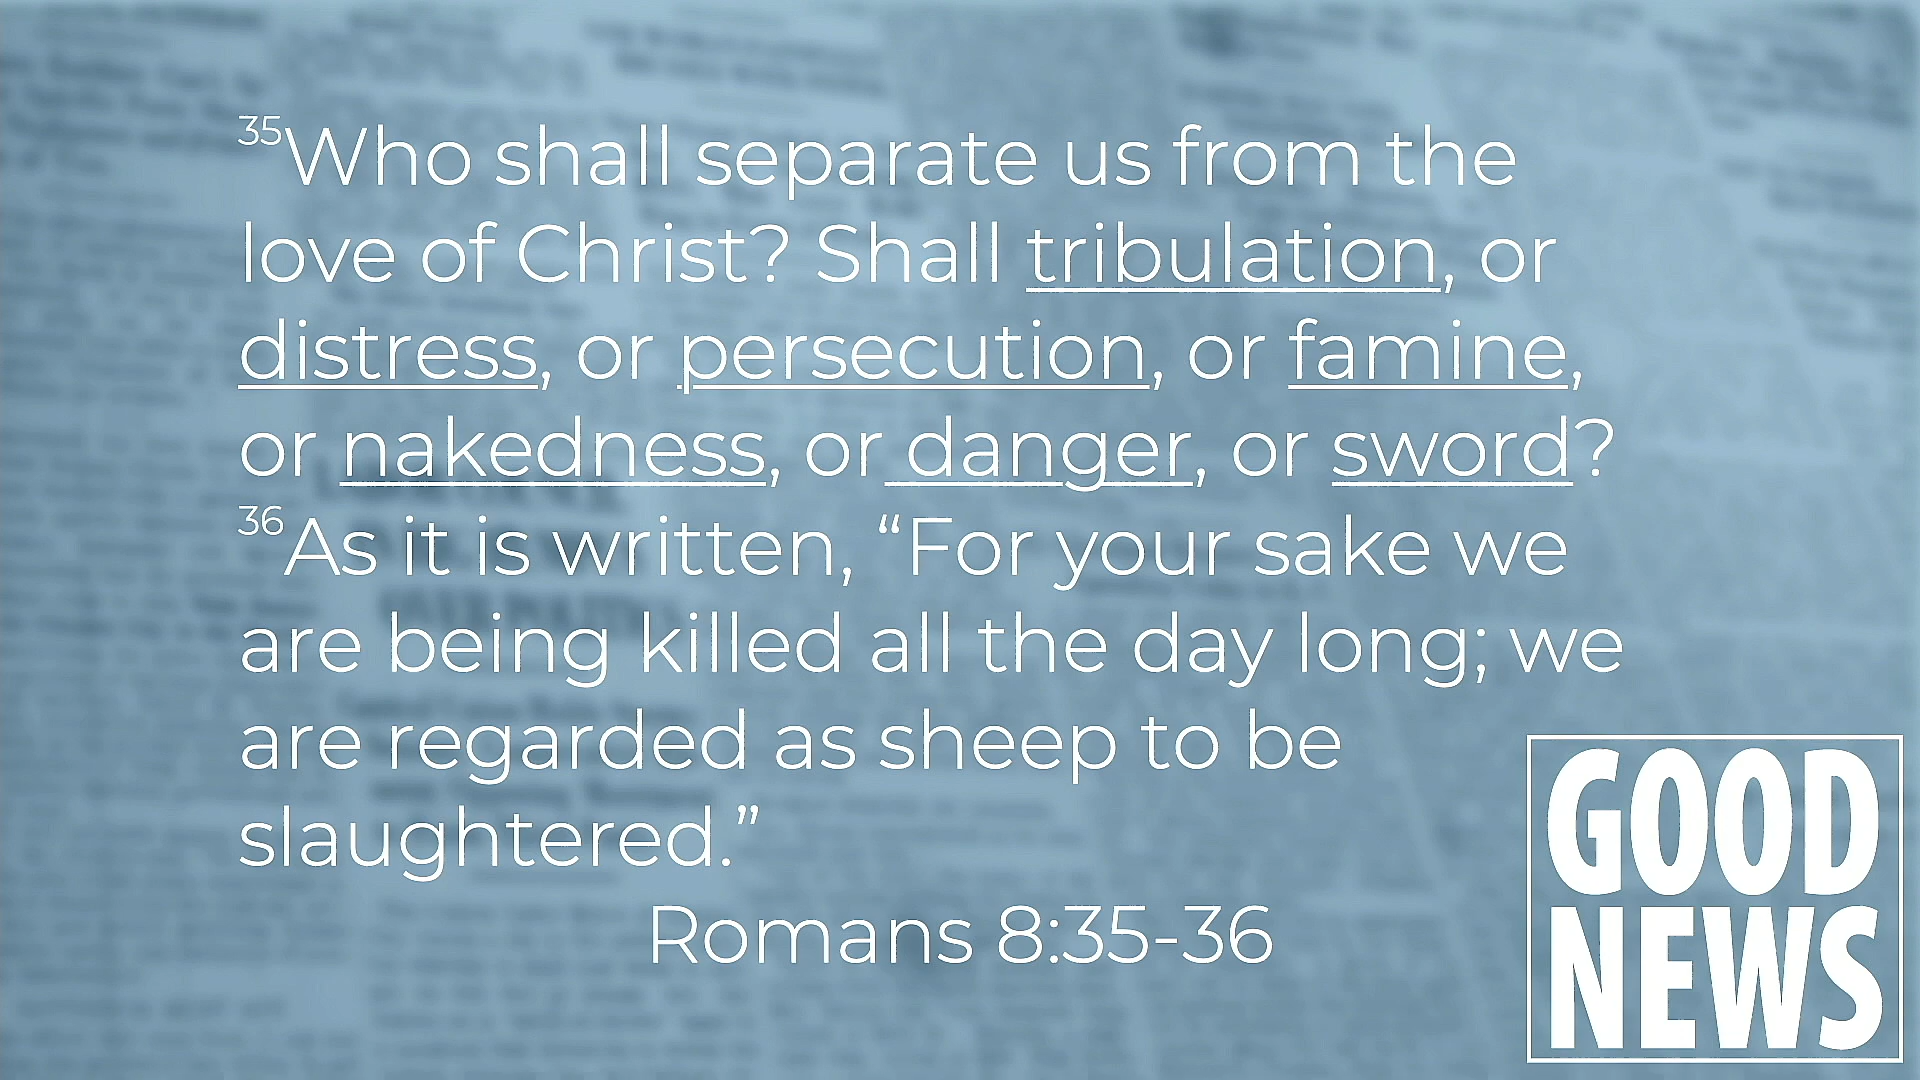 35Who shall separate us from the
love of Christ? Shall tribulation, or
distress, or persecution, or famine,
or nakedness, or danger, or sword?
36As it is written, “For your sake we
are being killed all the day long; we
are regarded as sheep to be
slaughtered.”
Romans 8:35-36
GOOD
NEWS